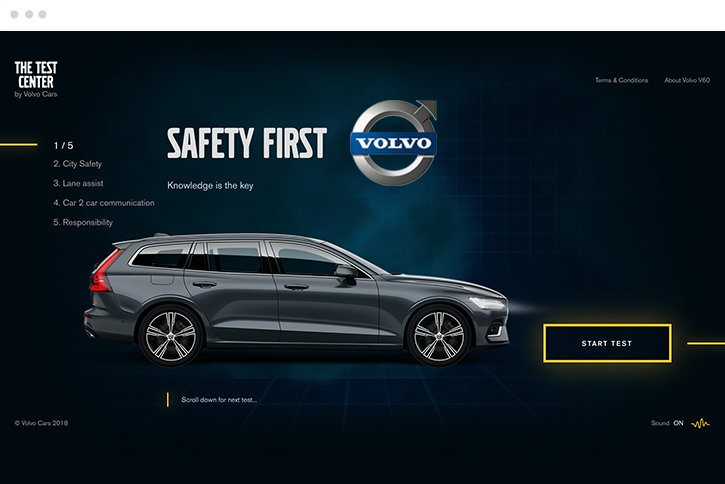 THE TEST
CENTER
by Volvo Cars
Terms & Conditions
About Volvo V60
1 / 5
2. City Safety
3. Lane assist
4. Car 2 car communication
5. Responsibility
SAFETY FIRST
VOLVO
Knowledge is the key
START TEST
Scroll down for next test...
© Volvo Cars 2018
Sound ON